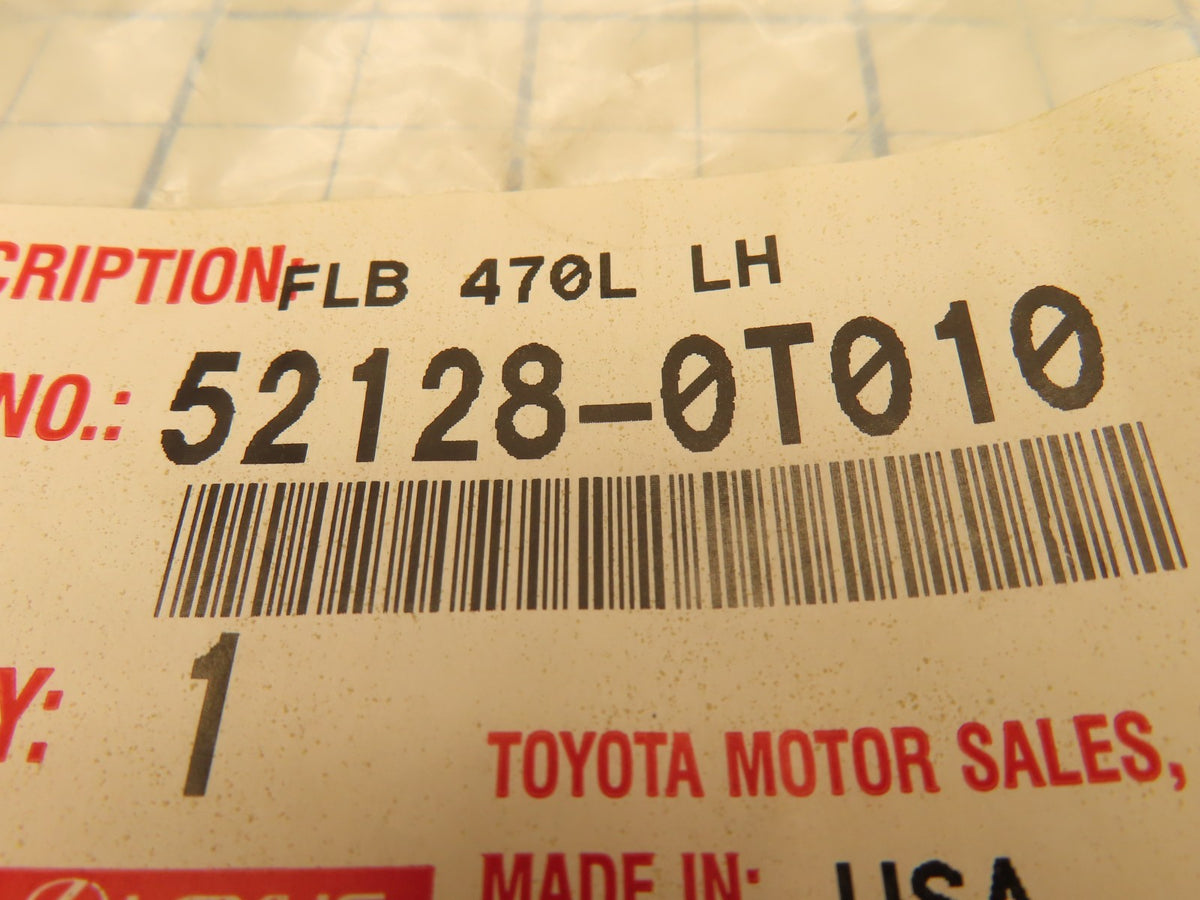 CRIPTION: FLB 470L LH
NO.: 52128-0T010
Y: 1
TOYOTA MOTOR SALES,
MADE IN: USA